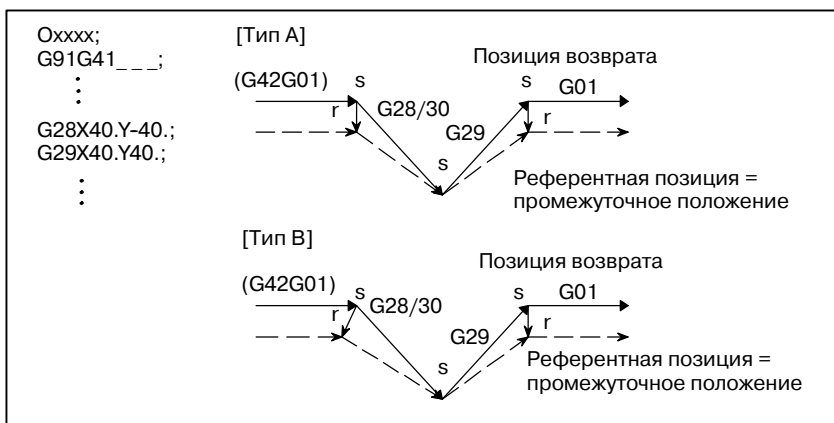 Oxxxx;
G91G41_ _ _;
G28X40.Y-40.;
G29X40.Y40.;
[Тип A]
Позиция возврата
(G42G01)
s
s
G01
r
G28/30
G29
r
s
Референтная позиция =
промежуточное положение
[Тип B]
Позиция возврата
(G42G01)
s
s
G01
r
G28/30
G29
r
s
Референтная позиция =
промежуточное положение